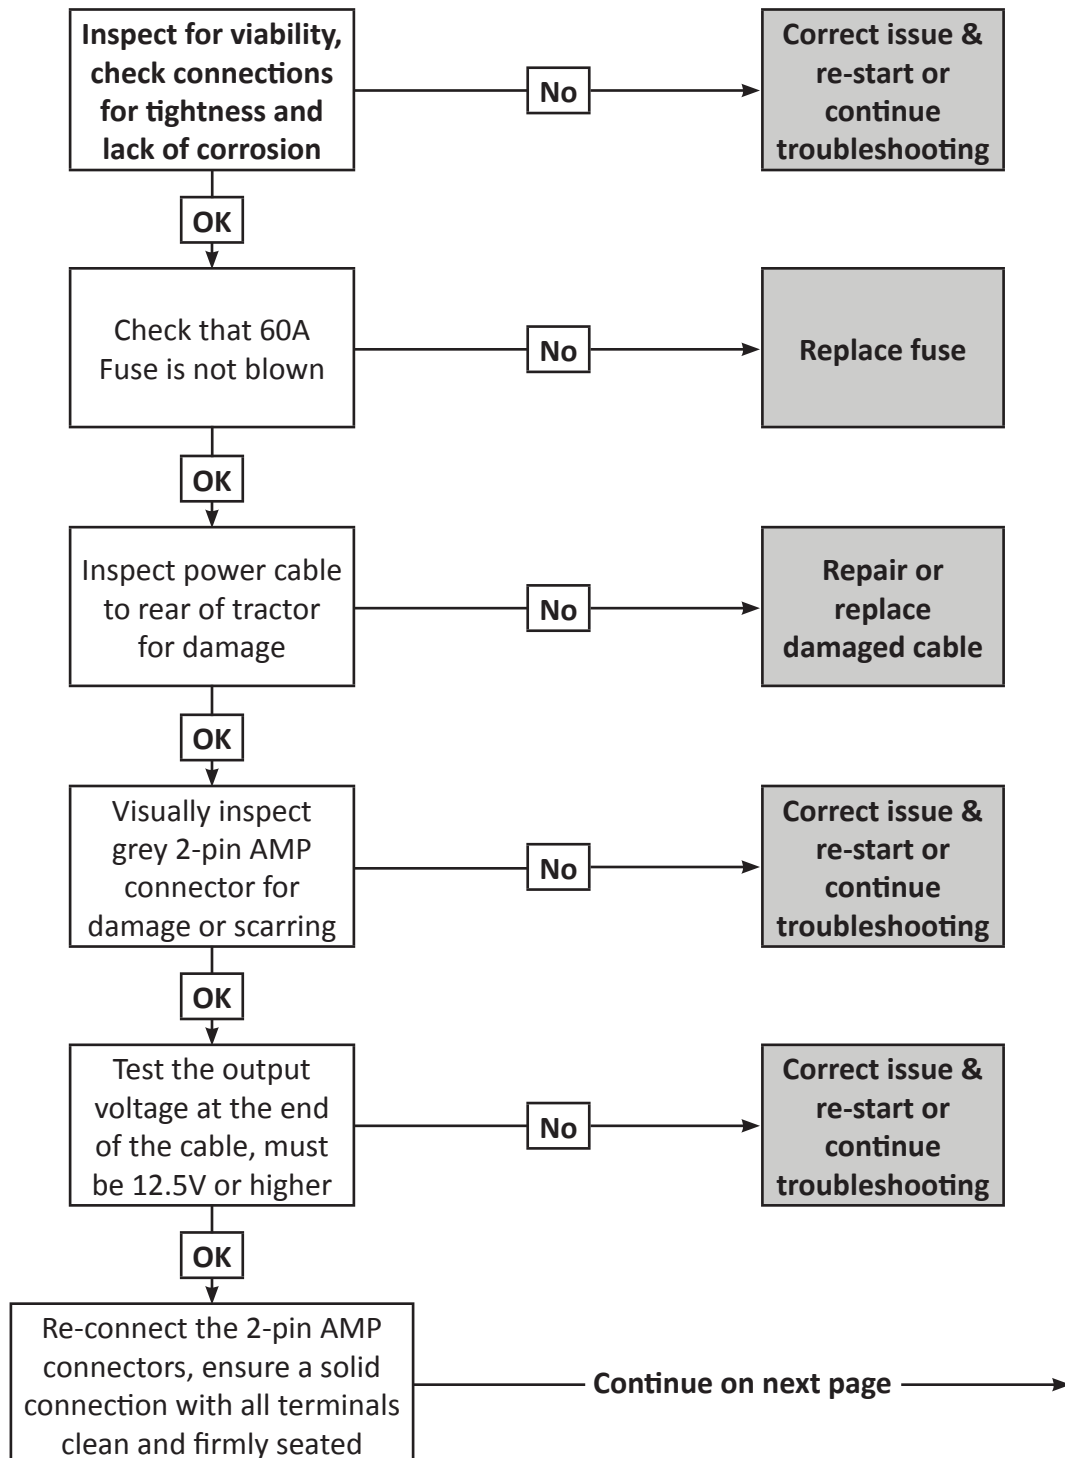 Inspect for viability,
check connections
for tightness and
lack of corrosion
No
Correct issue &
re-start or
continue
troubleshooting
OK
Check that 60A
Fuse is not blown
No
Replace fuse
OK
Inspect power cable
to rear of tractor
for damage
No
Repair or
replace
damaged cable
OK
Visually inspect
grey 2-pin AMP
connector for
damage or scarring
No
Correct issue &
re-start or
continue
troubleshooting
OK
Test the output
voltage at the end
of the cable, must
be 12.5V or higher
No
Correct issue &
re-start or
continue
troubleshooting
OK
Re-connect the 2-pin AMP
connectors, ensure a solid
connection with all terminals
clean and firmly seated
Continue on next page